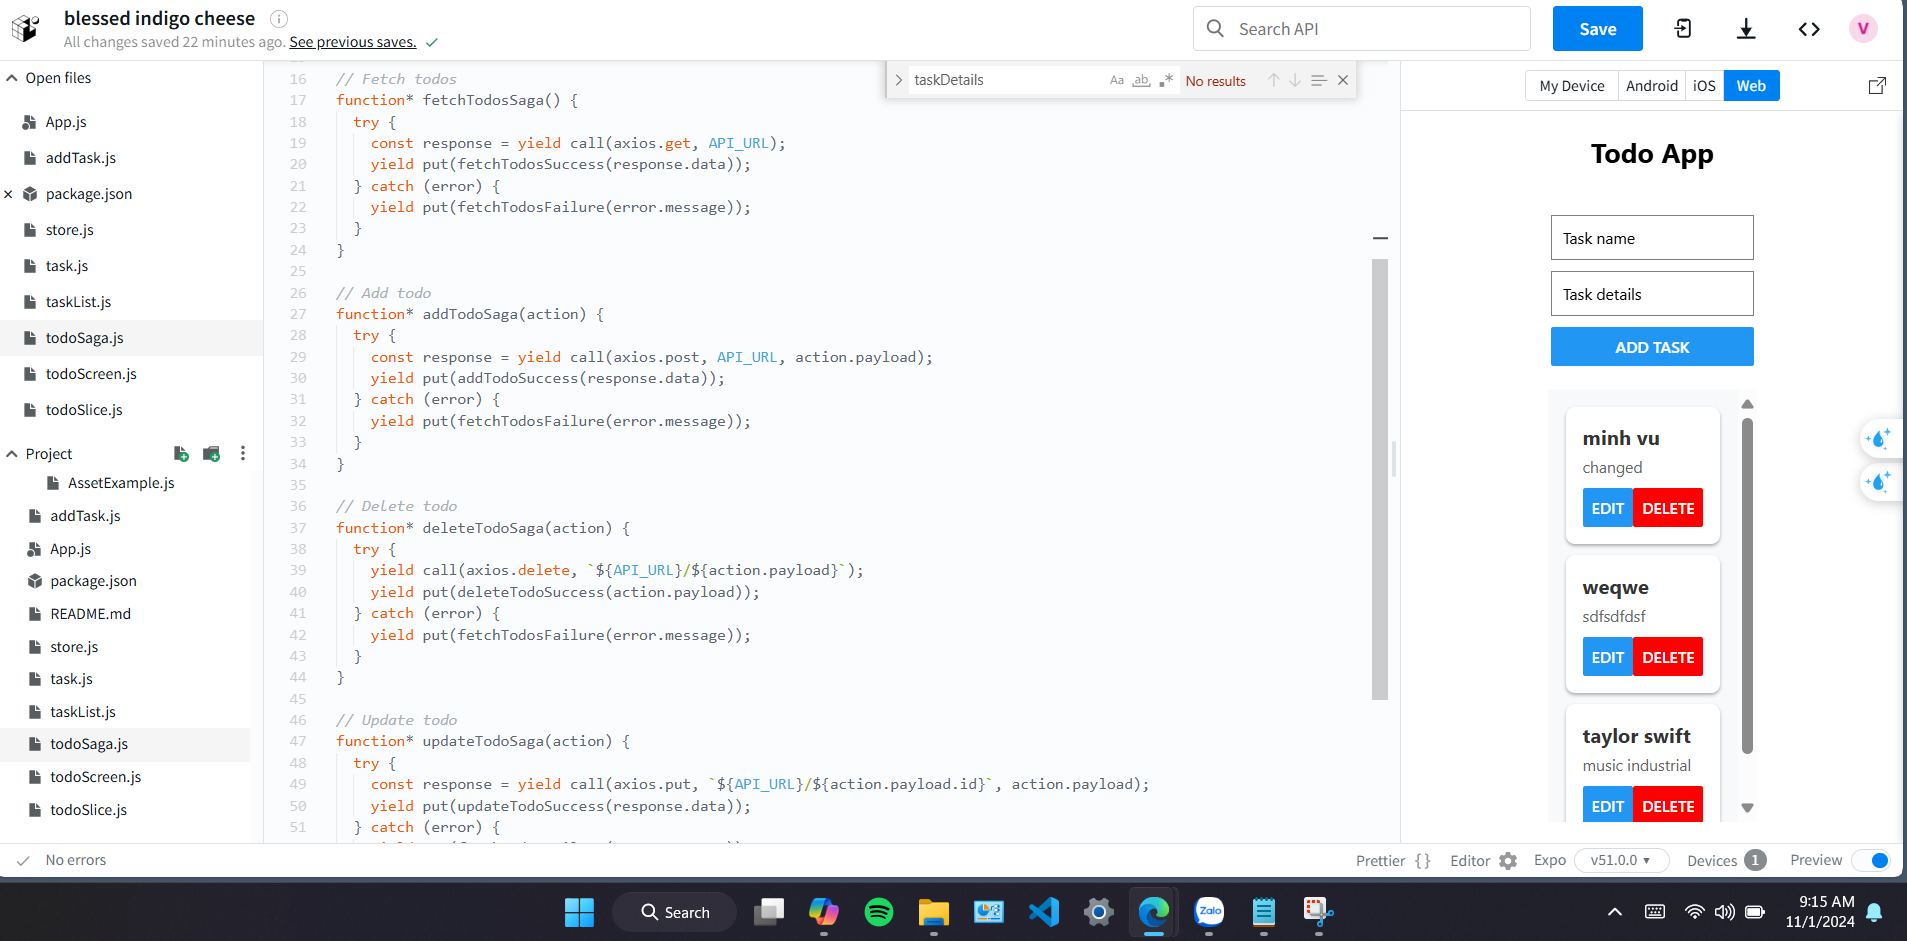 blessed indigo cheese
All changes saved 22 minutes ago. See previous saves.
Search API
Save
V
Open files
App.js
addTask.js
package.json
store.js
task.js
taskList.js
todoSaga.js
todoScreen.js
todoSlice.js
Project
AssetExample.js
addTask.js
App.js
package.json
README.md
store.js
task.js
taskList.js
todoSaga.js
todoScreen.js
todoSlice.js
taskDetails
Aa ab .* No results
16 // Fetch todos
17 function* fetchTodosSaga() {
18 try {
19 const response = yield call(axios.get, API_URL);
20 yield put(fetchTodosSuccess(response.data));
21 } catch (error) {
22 yield put(fetchTodosFailure(error.message));
23 }
24 }
25
26 // Add todo
27 function* addTodoSaga(action) {
28 try {
29 const response = yield call(axios.post, API_URL, action.payload);
30 yield put(addTodoSuccess(response.data));
31 } catch (error) {
32 yield put(fetchTodosFailure(error.message));
33 }
34 }
35
36 // Delete todo
37 function* deleteTodoSaga(action) {
38 try {
39 yield call(axios.delete, `${API_URL}/${action.payload}`);
40 yield put(deleteTodoSuccess(action.payload));
41 } catch (error) {
42 yield put(fetchTodosFailure(error.message));
43 }
44 }
45
46 // Update todo
47 function* updateTodoSaga(action) {
48 try {
49 const response = yield call(axios.put, `${API_URL}/${action.payload.id}`, action.payload);
50 yield put(updateTodoSuccess(response.data));
51 } catch (error) {
My Device Android iOS Web
Todo App
Task name
Task details
ADD TASK
minh vu
changed
EDIT DELETE
weqwe
sdfsdfdsf
EDIT DELETE
taylor swift
music industrial
EDIT DELETE
No errors
Prettier {} Editor Expo v51.0.0 Devices 1 Preview
Search
Zalo
9:15 AM
11/1/2024